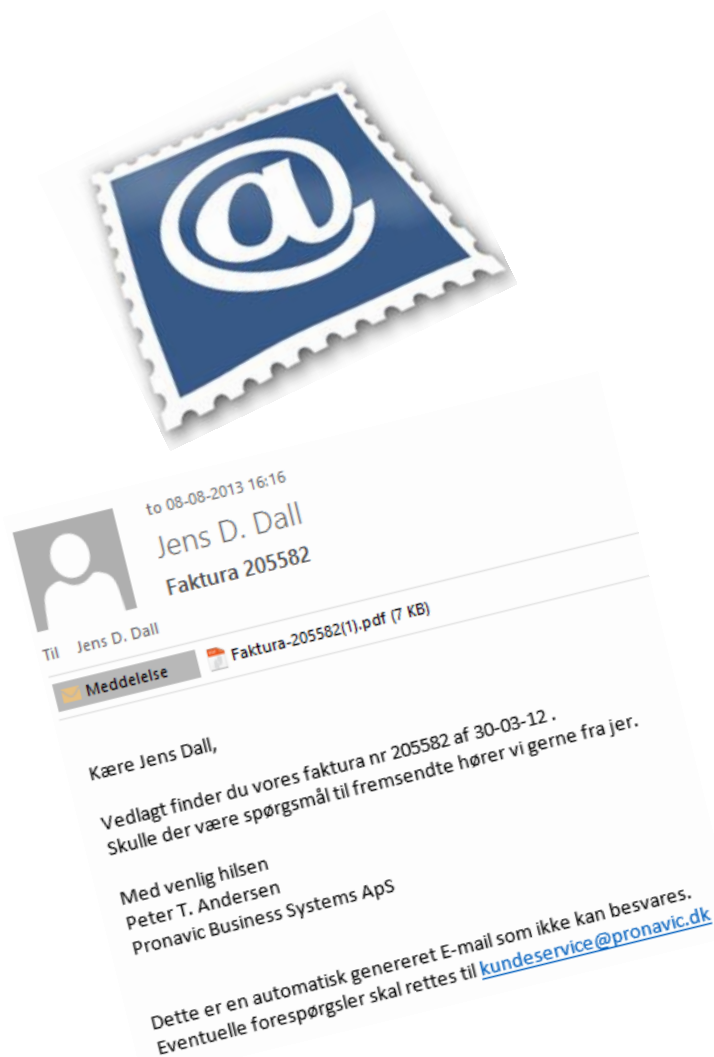 @
to 08-08-2013 16:16
Jens D. Dall
Faktura 205582
Til Jens D. Dall
Meddelelse Faktura-205582(1).pdf (7 KB)
Kære Jens Dall,
Vedlagt finder du vores faktura nr 205582 af 30-03-12 .
Skulle der være spørgsmål til fremsendte hører vi gerne fra jer.
Med venlig hilsen
Peter T. Andersen
Pronavic Business Systems ApS
Dette er en automatisk genereret E-mail som ikke kan besvares.
Eventuelle forespørgsler skal rettes til kundeservice@pronavic.dk